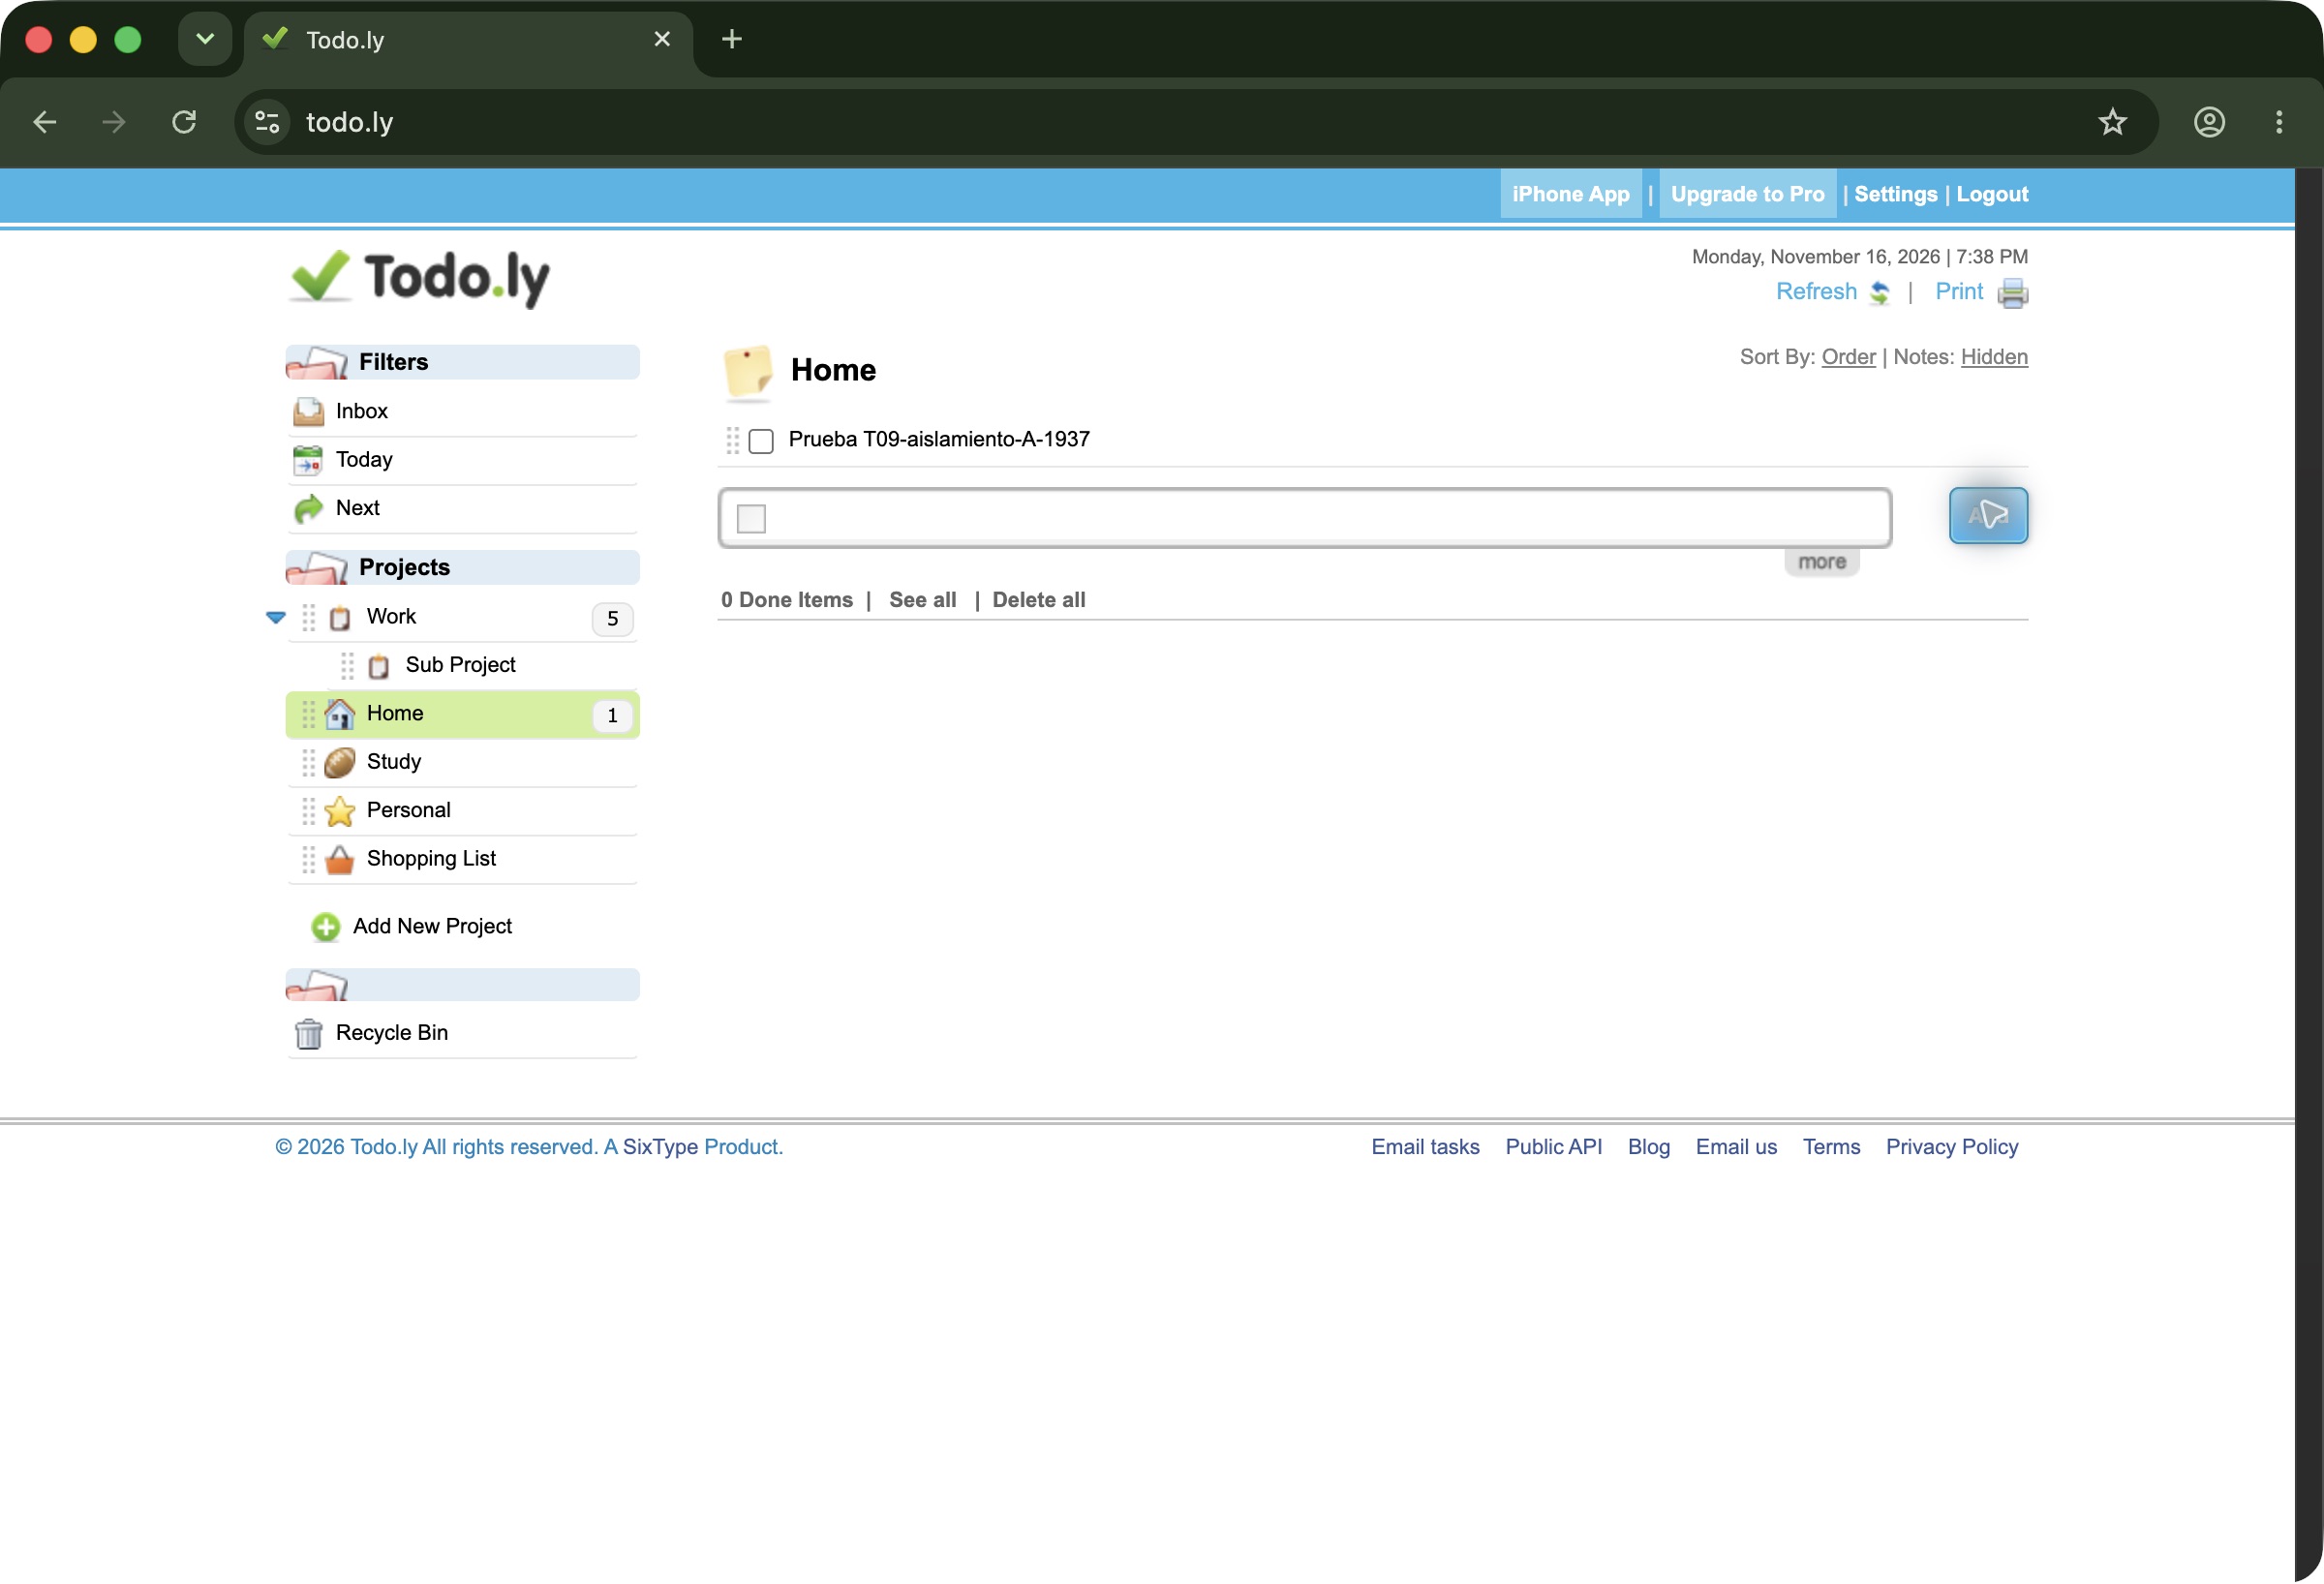 Todo.ly
todo.ly
iPhone App | Upgrade to Pro | Settings | Logout
Todo.ly
Monday, November 16, 2026 | 7:38 PM
Refresh | Print
Filters
Inbox
Today
Next
Projects
Work 5
Sub Project
Home 1
Study
Personal
Shopping List
Add New Project
Recycle Bin
Home
Sort By: Order | Notes: Hidden
Prueba T09-aislamiento-A-1937
more
0 Done Items | See all | Delete all
© 2026 Todo.ly All rights reserved. A SixType Product.
Email tasks Public API Blog Email us Terms Privacy Policy